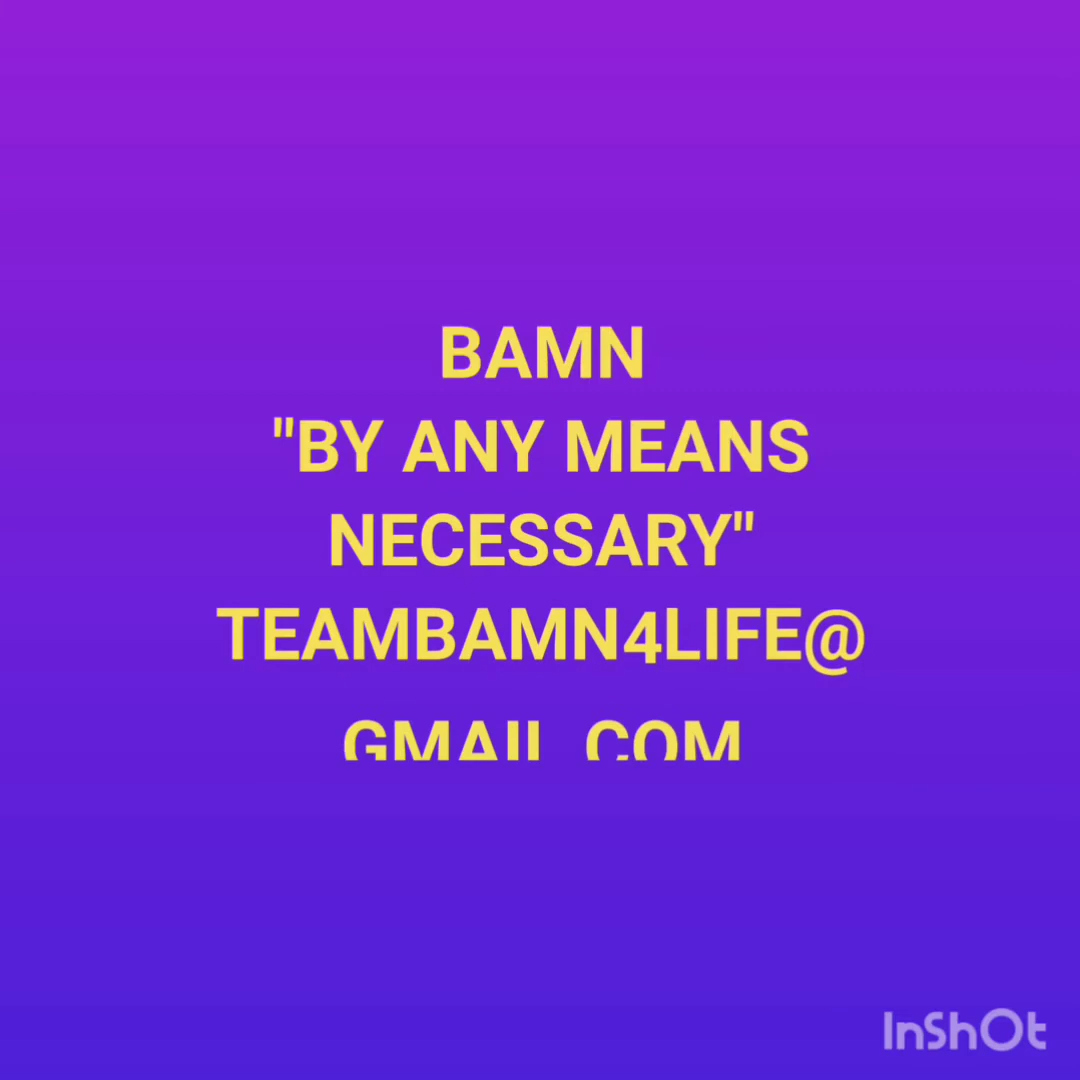 BAMN
"BY ANY MEANS
NECESSARY"
TEAMBAMN4LIFE@
GMAIL.COM
InShOt